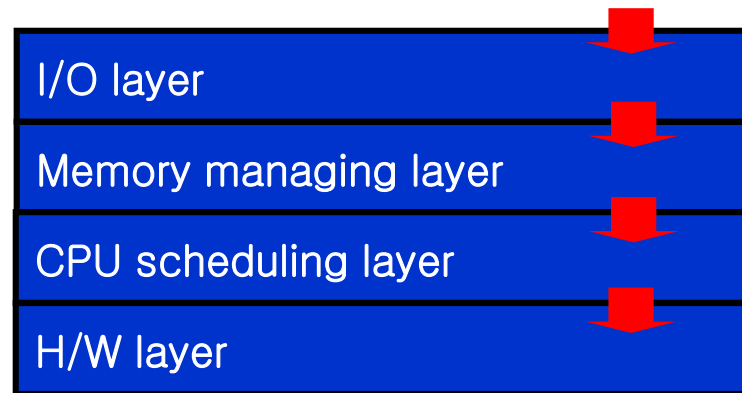 I/O layer
Memory managing layer
CPU scheduling layer
H/W layer